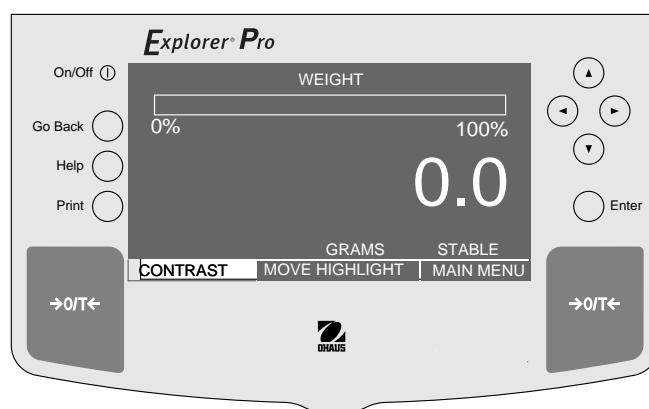 Explorer® Pro
On/Off
WEIGHT
0% 100%
Go Back
Help
Print
0.0
Enter
GRAMS STABLE
CONTRAST MOVE HIGHLIGHT MAIN MENU
→0/T← →0/T←
OHAUS